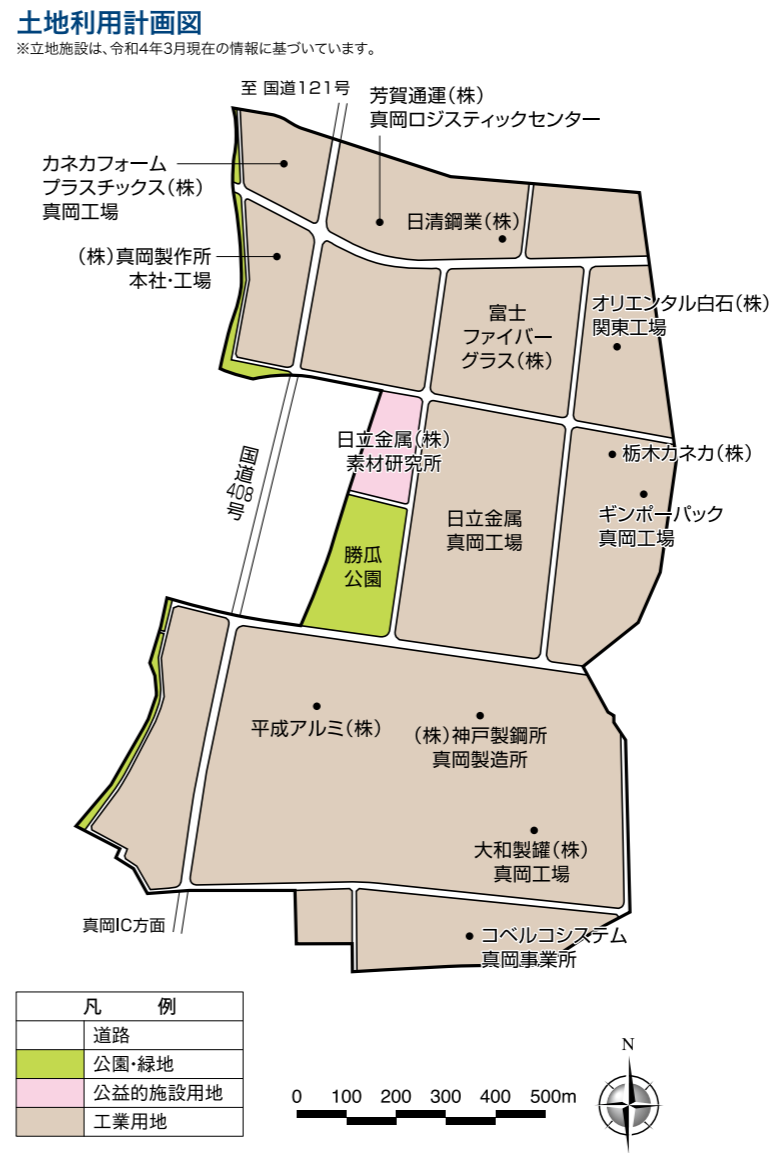 土地利用計画図
※立地施設は、令和4年3月現在の情報に基づいています。
至 国道121号
芳賀通運(株)
真岡ロジスティックセンター
カネカフォーム
プラスチックス(株)
真岡工場
日清鋼業(株)
(株)真岡製作所
本社・工場
富士
ファイバー
グラス(株)
オリエンタル白石(株)
関東工場
日立金属(株)
素材研究所
栃木カネカ(株)
国道408号
ギンポーパック
真岡工場
日立金属
真岡工場
勝瓜
公園
平成アルミ(株)
(株)神戸製鋼所
真岡製造所
大和製罐(株)
真岡工場
真岡IC方面
コベルコシステム
真岡事業所
凡 例
道路
公園・緑地
公益的施設用地
工業用地
0 100 200 300 400 500m
N